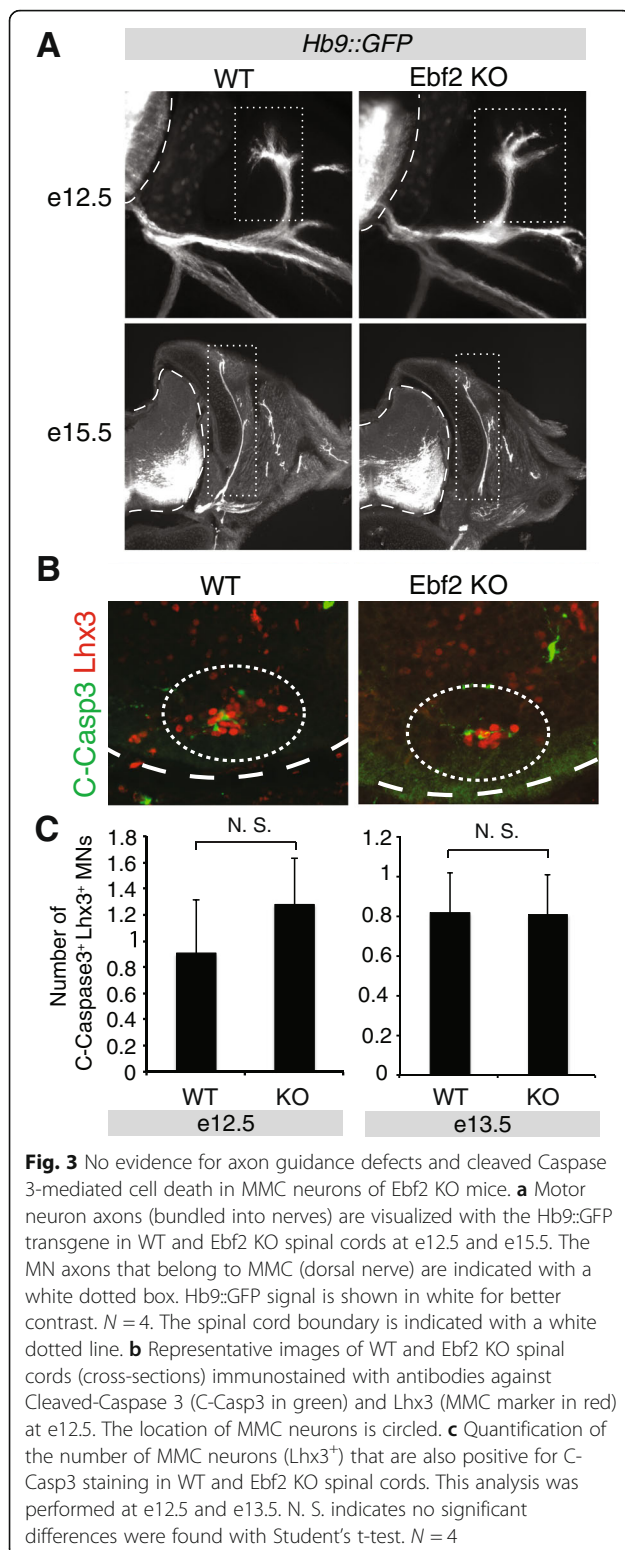 A
Hb9::GFP
WT
Ebf2 KO
e12.5
e15.5
B
WT
Ebf2 KO
C-Casp3 Lhx3
C
Number of
C-Caspase3⁺ Lhx3⁺ MNs
1.8
1.6
1.4
1.2
1
0.8
0.6
0.4
0.2
0
N. S.
WT
KO
e12.5
1.2
1
0.8
0.6
0.4
0.2
0
N. S.
WT
KO
e13.5
Fig. 3 No evidence for axon guidance defects and cleaved Caspase
3-mediated cell death in MMC neurons of Ebf2 KO mice. a Motor
neuron axons (bundled into nerves) are visualized with the Hb9::GFP
transgene in WT and Ebf2 KO spinal cords at e12.5 and e15.5. The
MN axons that belong to MMC (dorsal nerve) are indicated with a
white dotted box. Hb9::GFP signal is shown in white for better
contrast. N = 4. The spinal cord boundary is indicated with a white
dotted line. b Representative images of WT and Ebf2 KO spinal
cords (cross-sections) immunostained with antibodies against
Cleaved-Caspase 3 (C-Casp3 in green) and Lhx3 (MMC marker in red)
at e12.5. The location of MMC neurons is circled. c Quantification of
the number of MMC neurons (Lhx3⁺) that are also positive for C-
Casp3 staining in WT and Ebf2 KO spinal cords. This analysis was
performed at e12.5 and e13.5. N. S. indicates no significant
differences were found with Student's t-test. N = 4